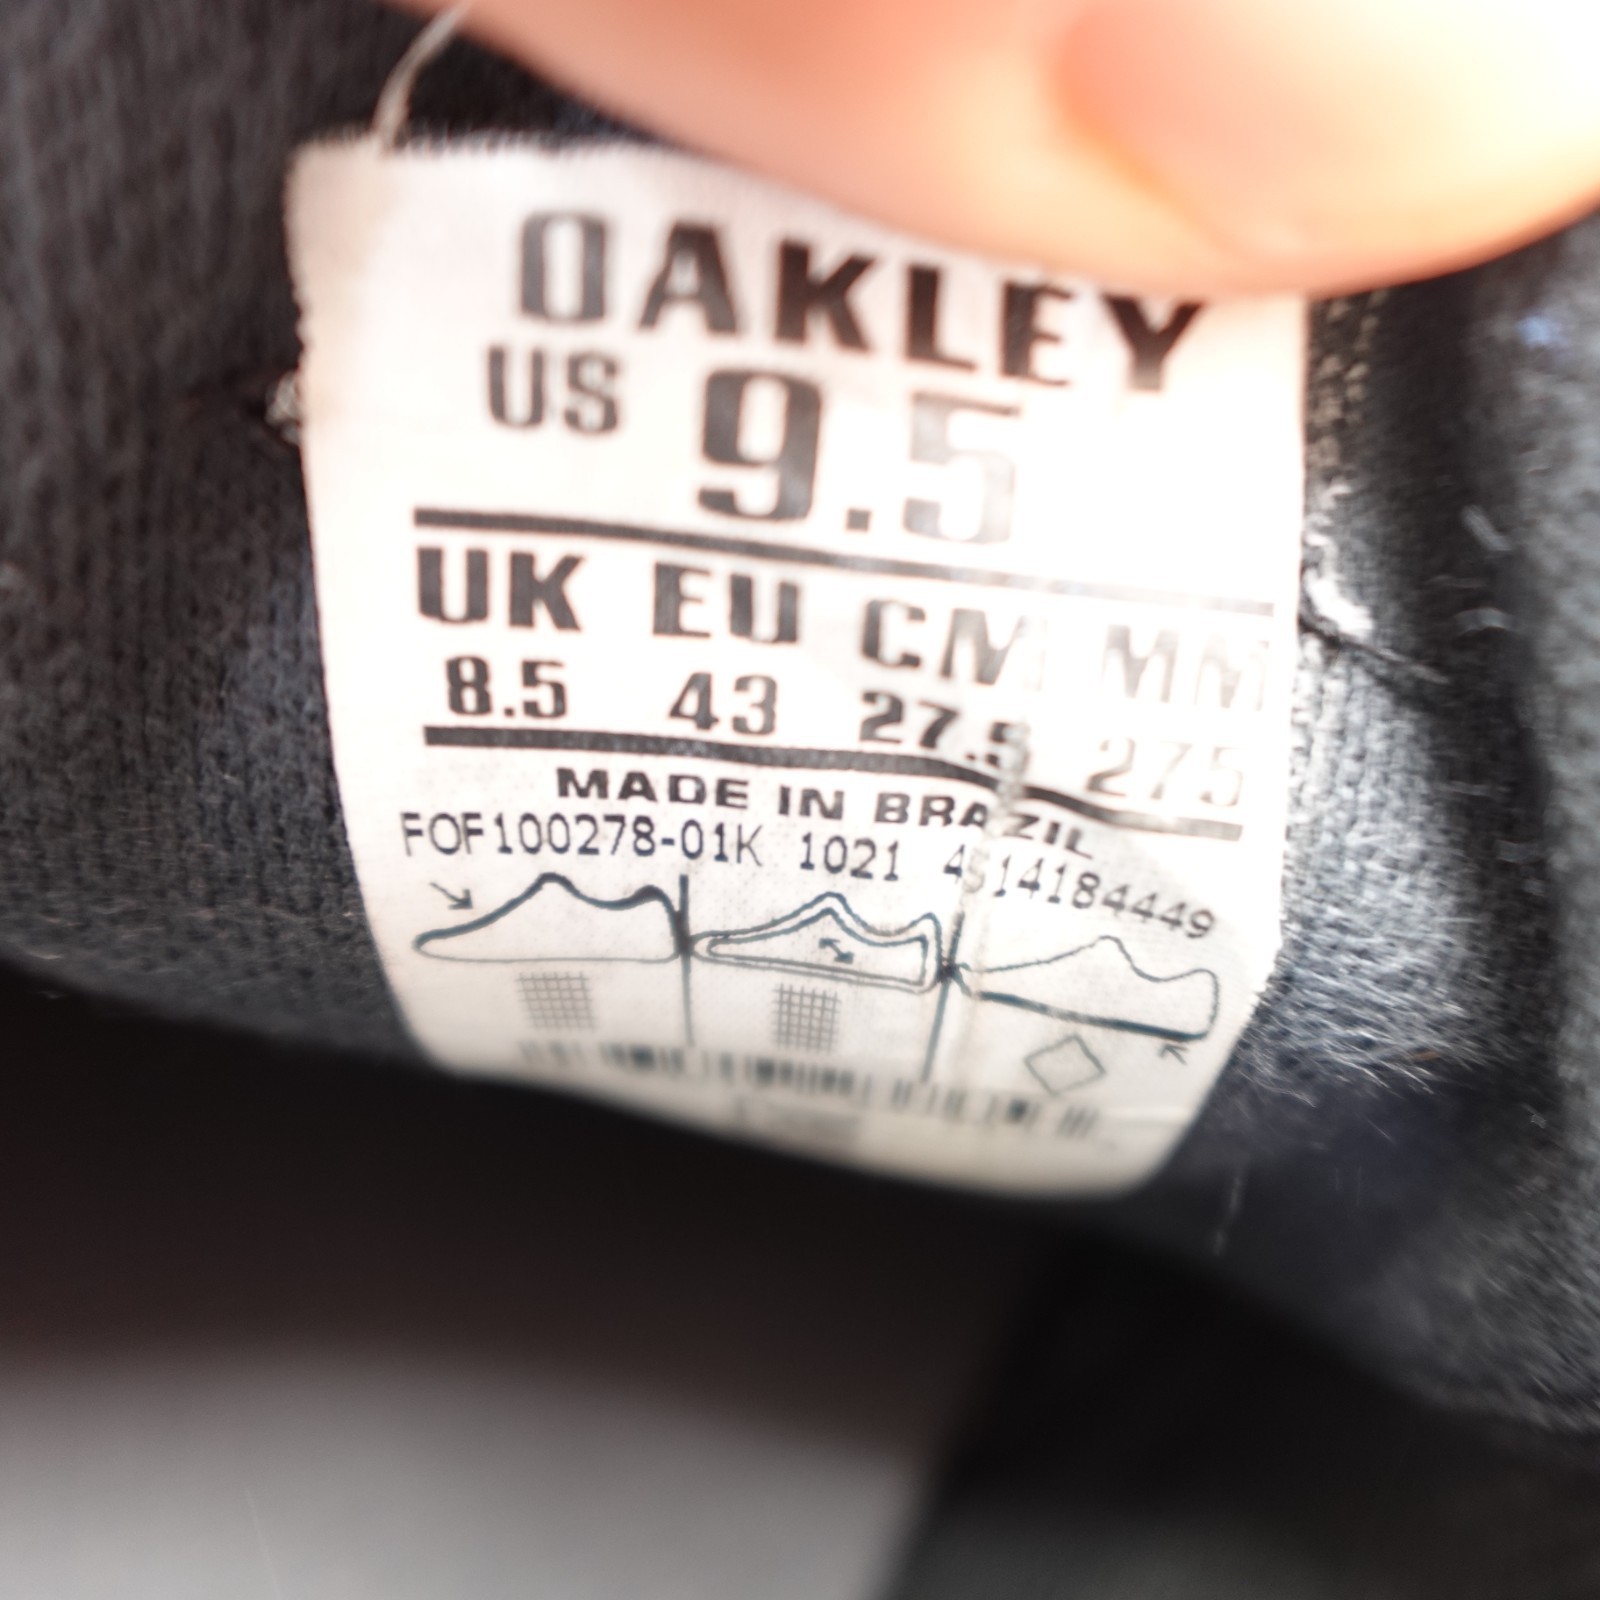 OAKLEY
US 9.5
UK EU CM MM
8.5 43 27.5 275
MADE IN BRAZIL
FOF100278-01K 1021 4514184449